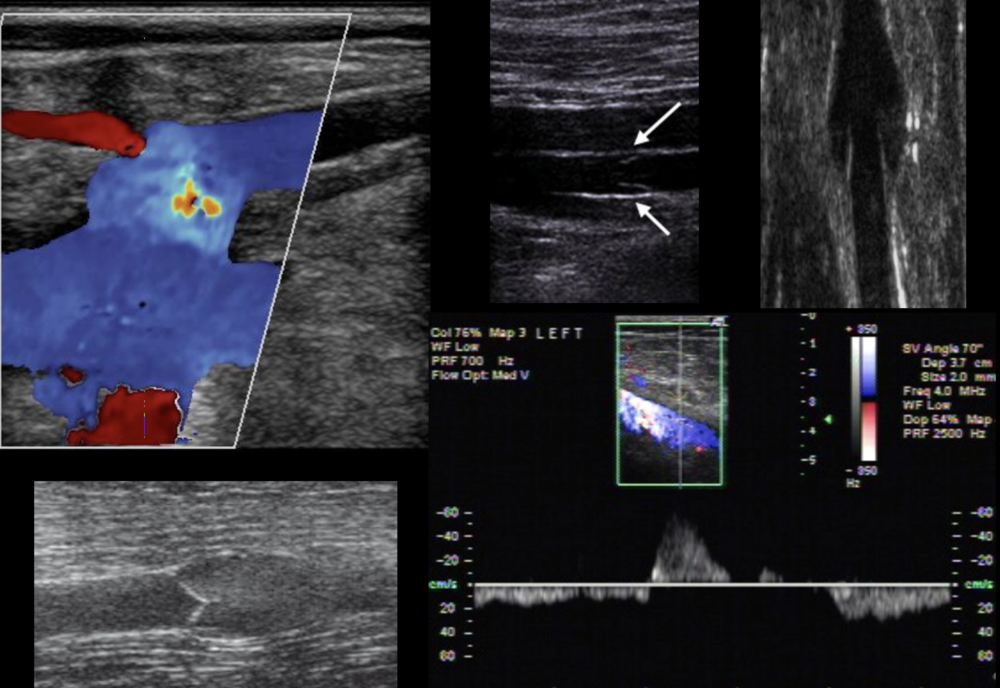 Col 76% Map 3 LEFT
WF Low
PRF 700 Hz
Flow Opt: Med V
-0
-1
-2
-3
-4
-5
+ 350
- 350
Hz
SV Angle 70°
Dep 3.7 cm
Size 2.0 mm
Freq 4.0 MHz
WF Low
Dop 64% Map
PRF 2500 Hz
-60
-40
-20
cm/s
20
40
60
-60
-40
-20
cm/s
20
40
60